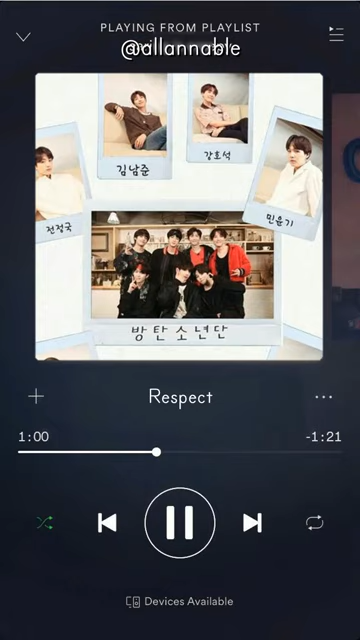 PLAYING FROM PLAYLIST
@allannable
김남준
강호석
전정국
민윤기
방탄소년단
Respect
1:00
-1:21
Devices Available